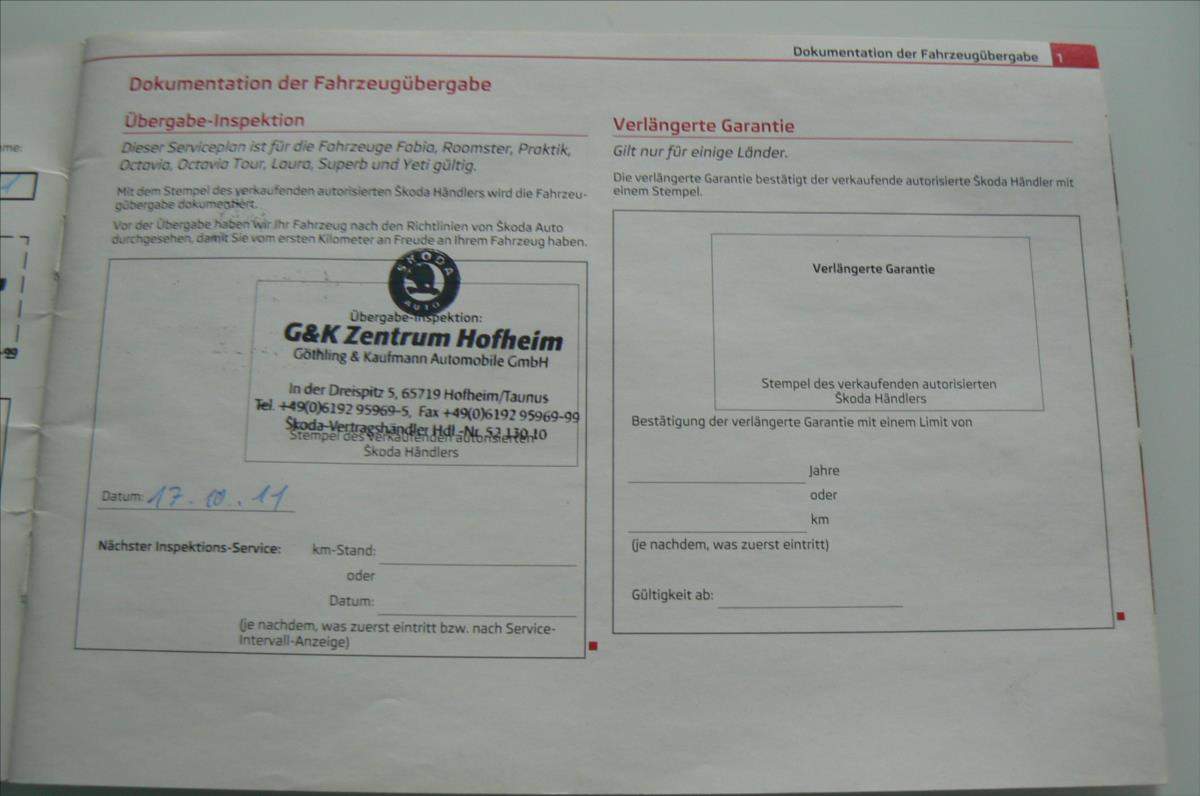 Dokumentation der Fahrzeugübergabe 1
Dokumentation der Fahrzeugübergabe
Übergabe-Inspektion
Dieser Serviceplan ist für die Fahrzeuge Fabia, Roomster, Praktik,
Octavia, Octavia Tour, Laura, Superb und Yeti gültig.
Mit dem Stempel des verkaufenden autorisierten Škoda Händlers wird die Fahrzeu-
gübergabe dokumentiert.
Vor der Übergabe haben wir Ihr Fahrzeug nach den Richtlinien von Škoda Auto
durchgesehen, damit Sie vom ersten Kilometer an Freude an Ihrem Fahrzeug haben.
ŠKODA
AUTO
Übergabe-Inspektion:
G&K Zentrum Hofheim
Göthling & Kaufmann Automobile GmbH
In der Dreispitz 5, 65719 Hofheim/Taunus
Tel. +49(0)6192 95969-5, Fax +49(0)6192 95969-99
Škoda-Vertragshändler Hdl.-Nr. 52 130 10
Stempel des verkaufenden autorisierten
Škoda Händlers
Datum: 17.10.11
Nächster Inspektions-Service: km-Stand:
oder
Datum:
(je nachdem, was zuerst eintritt bzw. nach Service-
Intervall-Anzeige)
Verlängerte Garantie
Gilt nur für einige Länder.
Die verlängerte Garantie bestätigt der verkaufende autorisierte Škoda Händler mit
einem Stempel.
Verlängerte Garantie
Stempel des verkaufenden autorisierten
Škoda Händlers
Bestätigung der verlängerte Garantie mit einem Limit von
Jahre
oder
km
(je nachdem, was zuerst eintritt)
Gültigkeit ab: